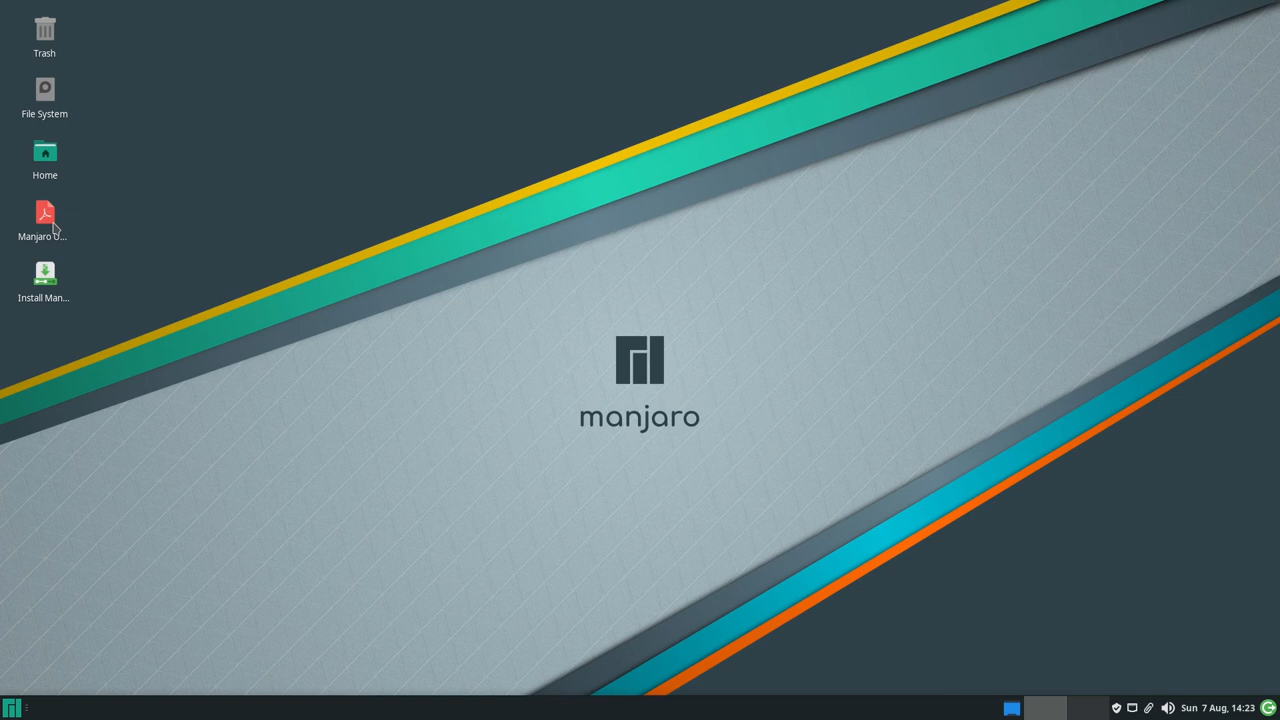 Trash
File System
Home
Manjaro U...
Install Man...
manjaro
Sun 7 Aug, 14:23